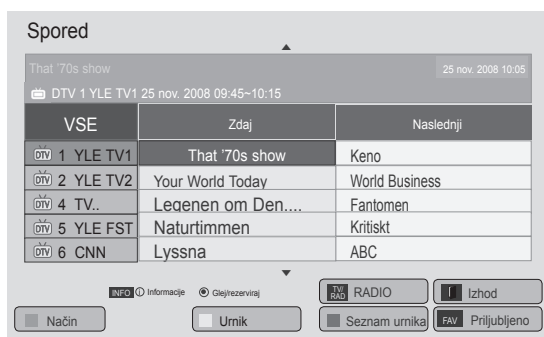 Spored
That '70s show 25 nov. 2008 10:05
DTV 1 YLE TV1 25 nov. 2008 09:45~10:15
VSE Zdaj Naslednji
DTV 1 YLE TV1 That '70s show Keno
DTV 2 YLE TV2 Your World Today World Business
DTV 4 TV.. Legenen om Den.... Fantomen
DTV 5 YLE FST Naturtimmen Kritiskt
DTV 6 CNN Lyssna ABC
INFO i Informacije Glej/rezerviraj TV/RAD RADIO Izhod
Način Urnik Seznam urnika FAV Priljubljeno